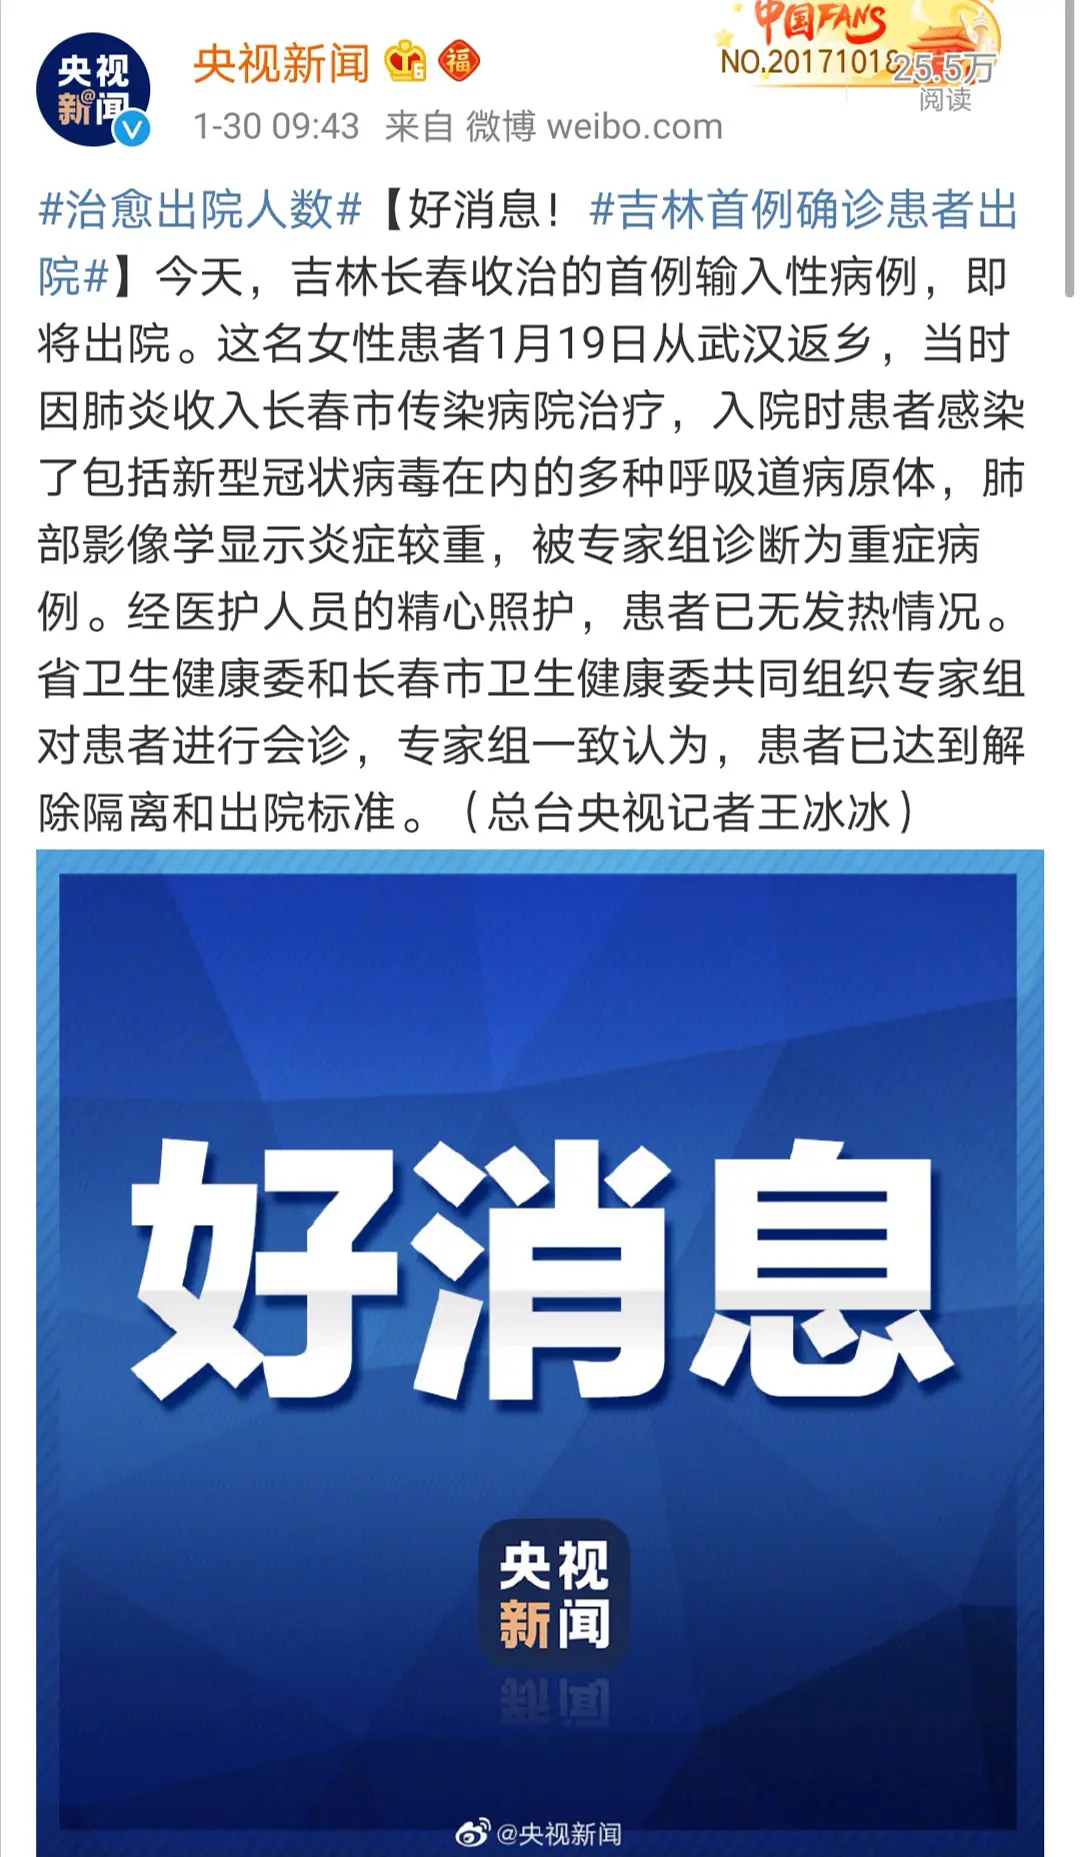 中国FANS
央视新闻
NO.20171018
25.5万
阅读
央视
新@闻
1-30 09:43 来自 微博 weibo.com
#治愈出院人数#【好消息！#吉林首例确诊患者出
院#】今天，吉林长春收治的首例输入性病例，即
将出院。这名女性患者1月19日从武汉返乡，当时
因肺炎收入长春市传染病院治疗，入院时患者感染
了包括新型冠状病毒在内的多种呼吸道病原体，肺
部影像学显示炎症较重，被专家组诊断为重症病
例。经医护人员的精心照护，患者已无发热情况。
省卫生健康委和长春市卫生健康委共同组织专家组
对患者进行会诊，专家组一致认为，患者已达到解
除隔离和出院标准。（总台央视记者王冰冰）
好消息
央视
新闻
@央视新闻